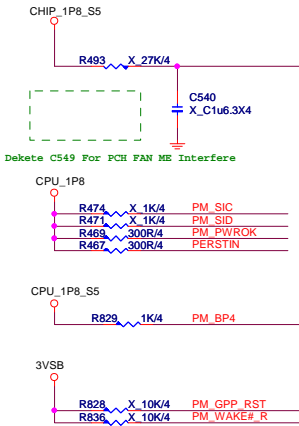 CHIP_1P8_S5
R493 X_27K/4
C540
X_C1u6.3X4
Dekete C549 For PCH FAN ME Interfere
CPU_1P8
R474 X_1K/4 PM_SIC
R471 X_1K/4 PM_SID
R469 300R/4 PM_PWROK
R467 300R/4 PERSTIN
CPU_1P8_S5
R829 1K/4 PM_BP4
3VSB
R828 X_10K/4 PM_GPP_RST
R836 X_10K/4 PM_WAKE#_R